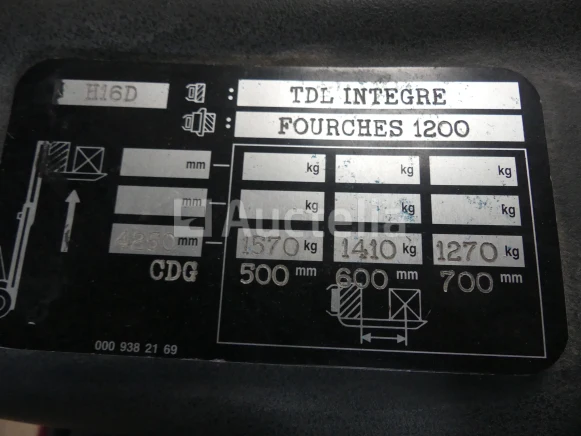 H16D : TDL INTEGRE
: FOURCHES 1200
mm kg kg kg
mm kg kg kg
mm 1570 kg 1410 kg 1270 kg
CDG 500 mm 600 mm 700 mm
000 938 21 69
Auctelia